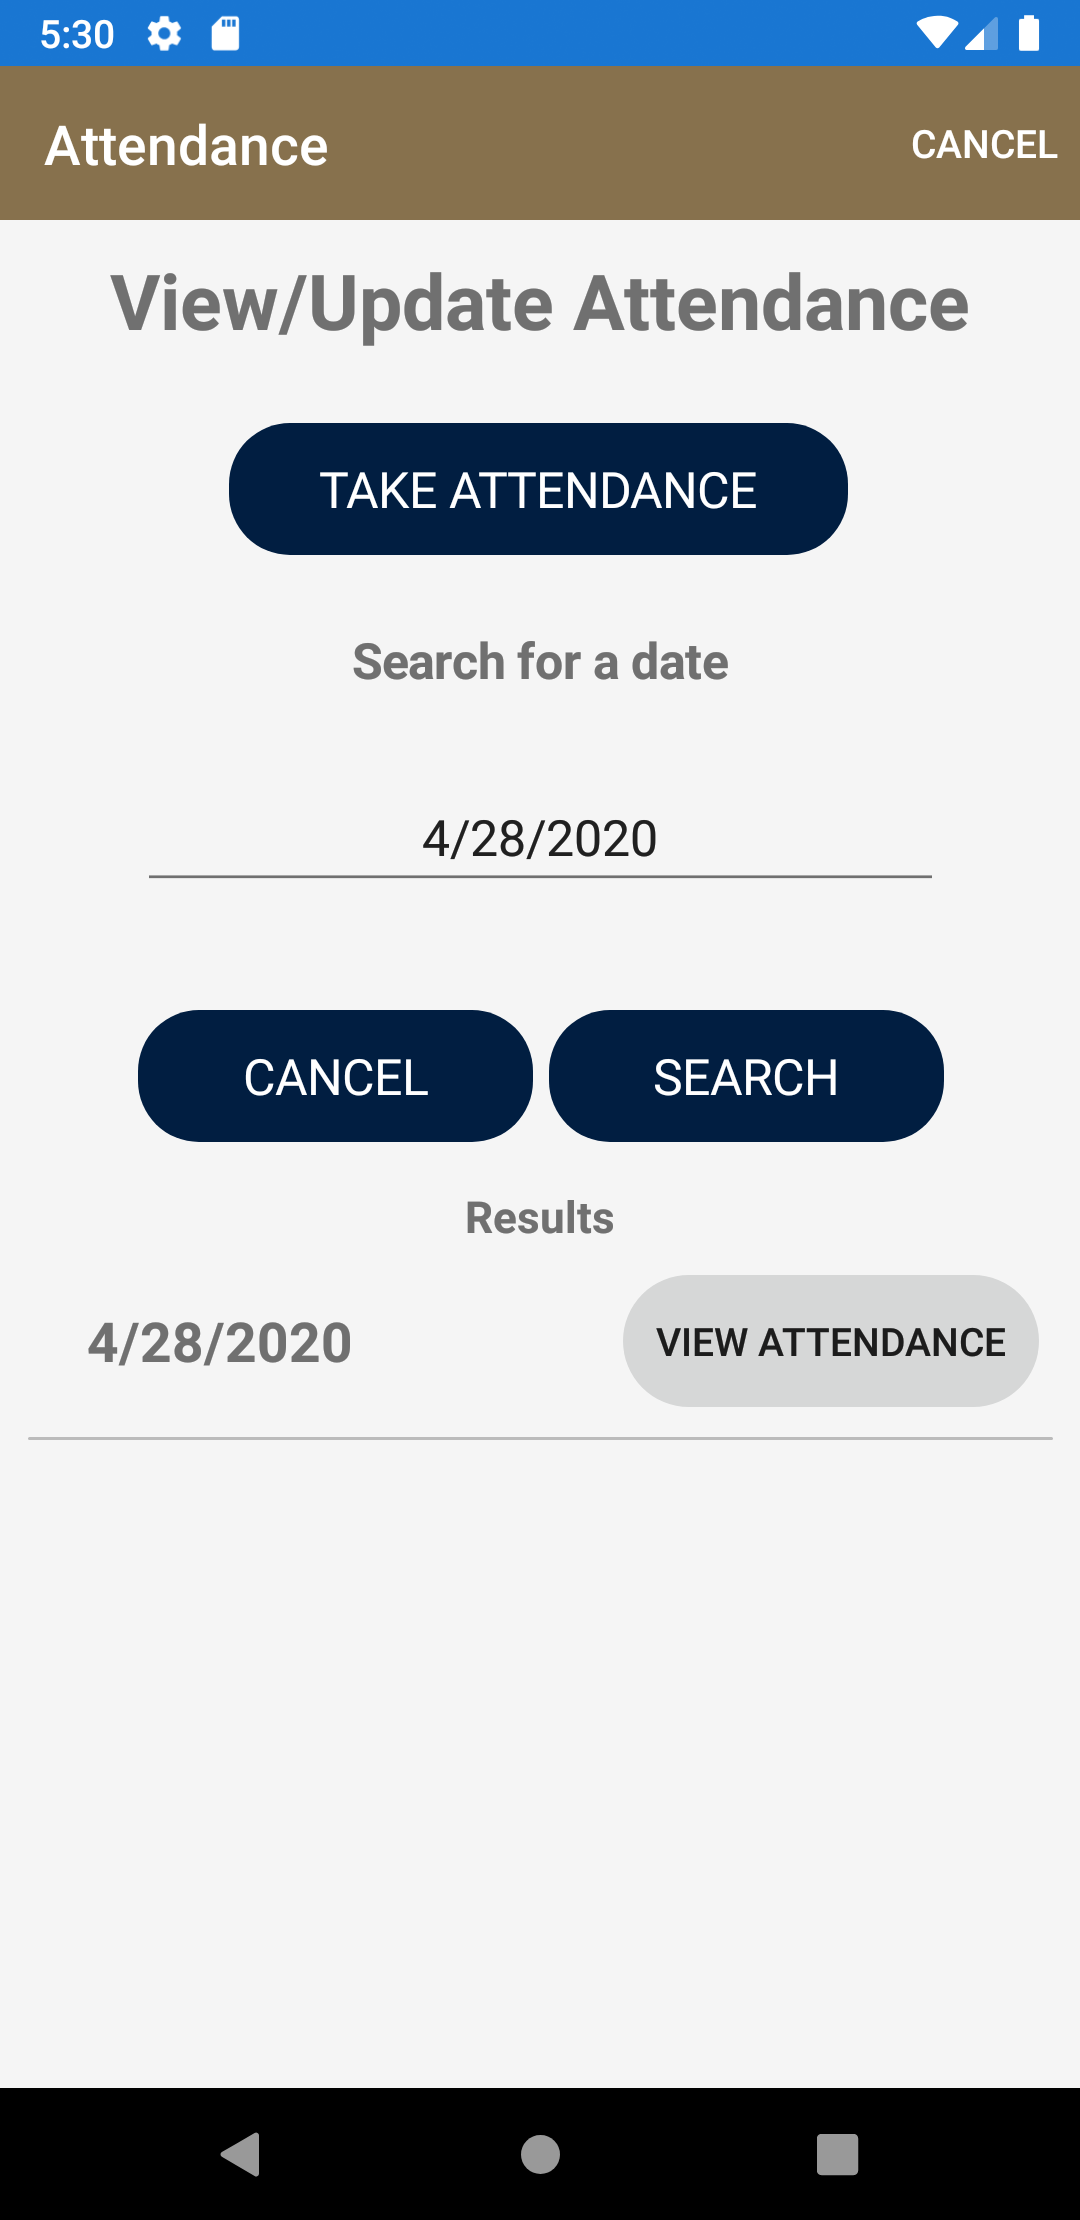 5:30
Attendance
CANCEL
View/Update Attendance
TAKE ATTENDANCE
Search for a date
4/28/2020
CANCEL
SEARCH
Results
4/28/2020
VIEW ATTENDANCE